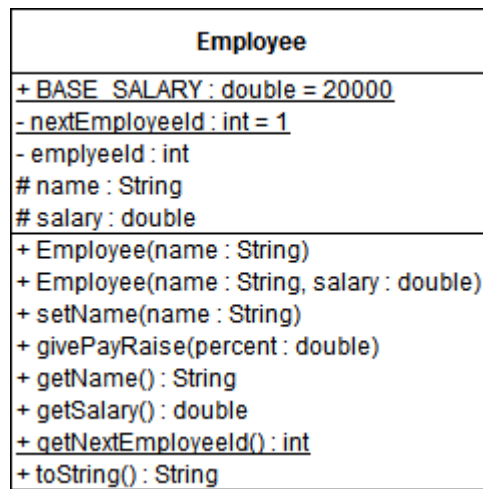 Employee
+ BASE_SALARY : double = 20000
- nextEmployeeId : int = 1
- emplyeeId : int
# name : String
# salary : double
+ Employee(name : String)
+ Employee(name : String, salary : double)
+ setName(name : String)
+ givePayRaise(percent : double)
+ getName() : String
+ getSalary() : double
+ getNextEmployeeId() : int
+ toString() : String